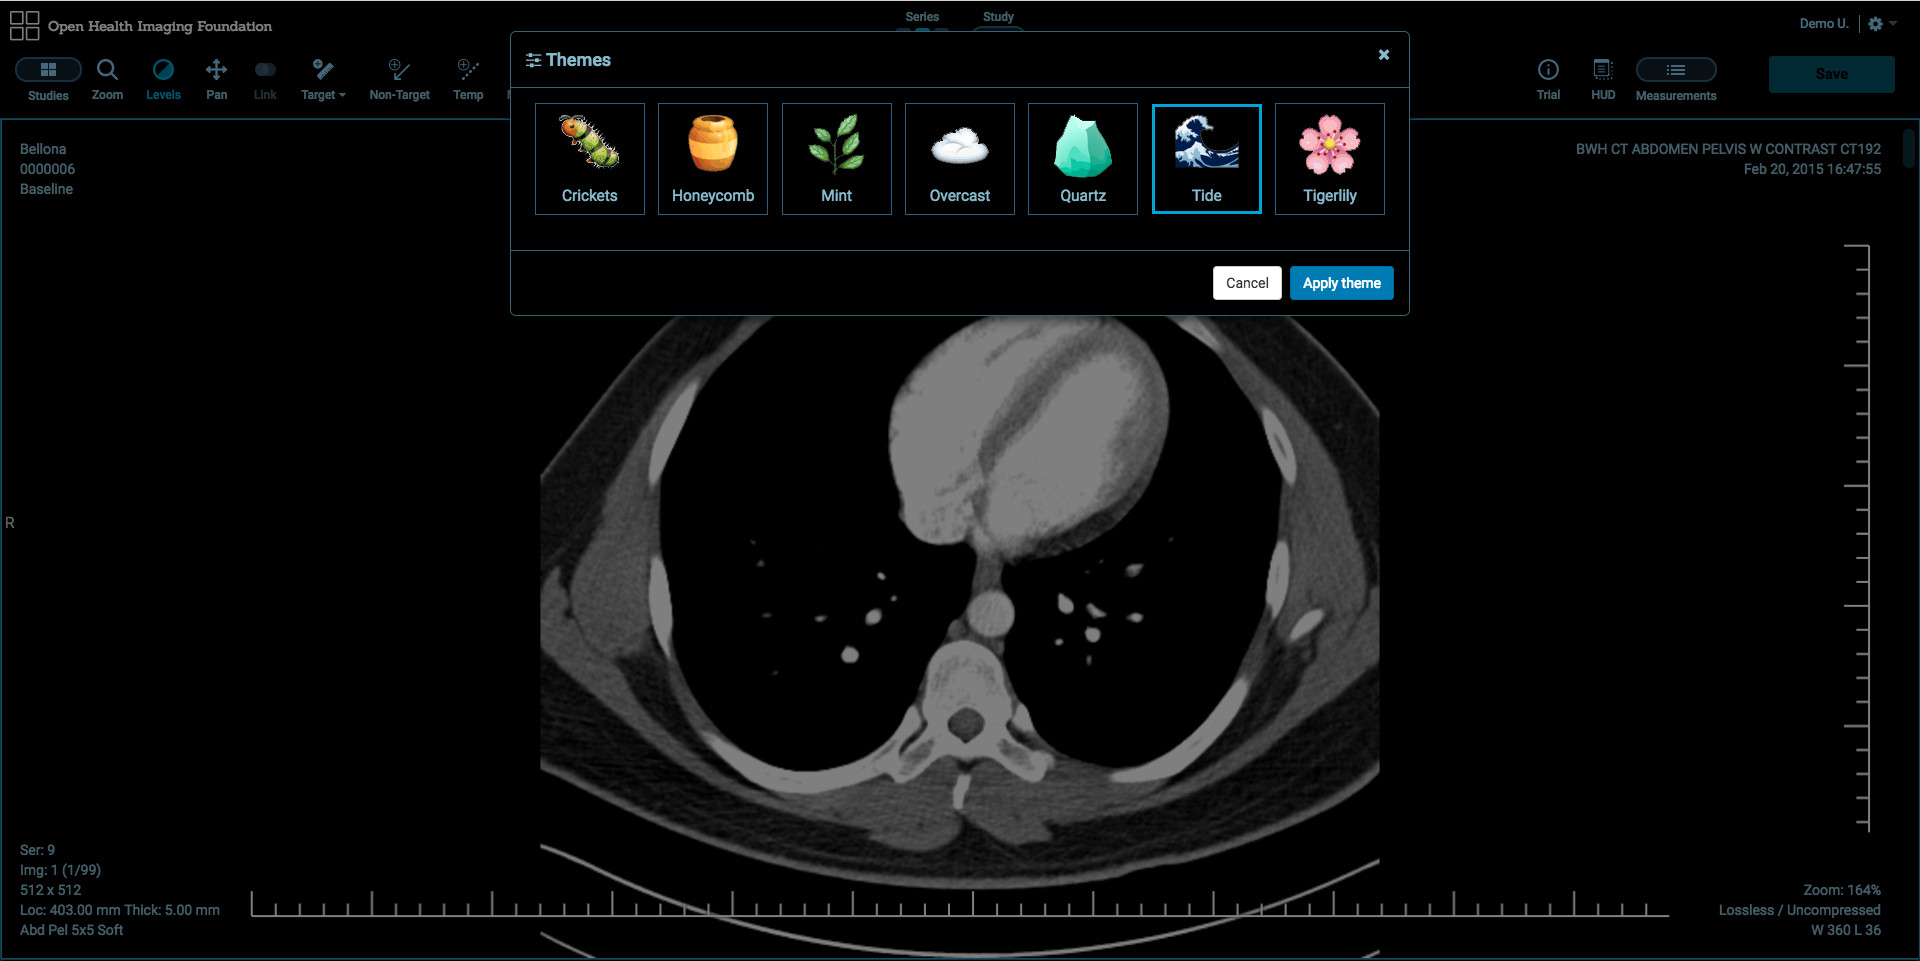 Open Health Imaging Foundation
Series
Study
Demo U.
Studies
Zoom
Levels
Pan
Link
Target
Non-Target
Temp
Trial
HUD
Measurements
Save
Themes
Crickets
Honeycomb
Mint
Overcast
Quartz
Tide
Tigerlily
Cancel
Apply theme
Bellona
0000006
Baseline
BWH CT ABDOMEN PELVIS W CONTRAST CT192
Feb 20, 2015 16:47:55
R
Ser: 9
Img: 1 (1/99)
512 x 512
Loc: 403.00 mm Thick: 5.00 mm
Abd Pel 5x5 Soft
Zoom: 164%
Lossless / Uncompressed
W 360 L 36